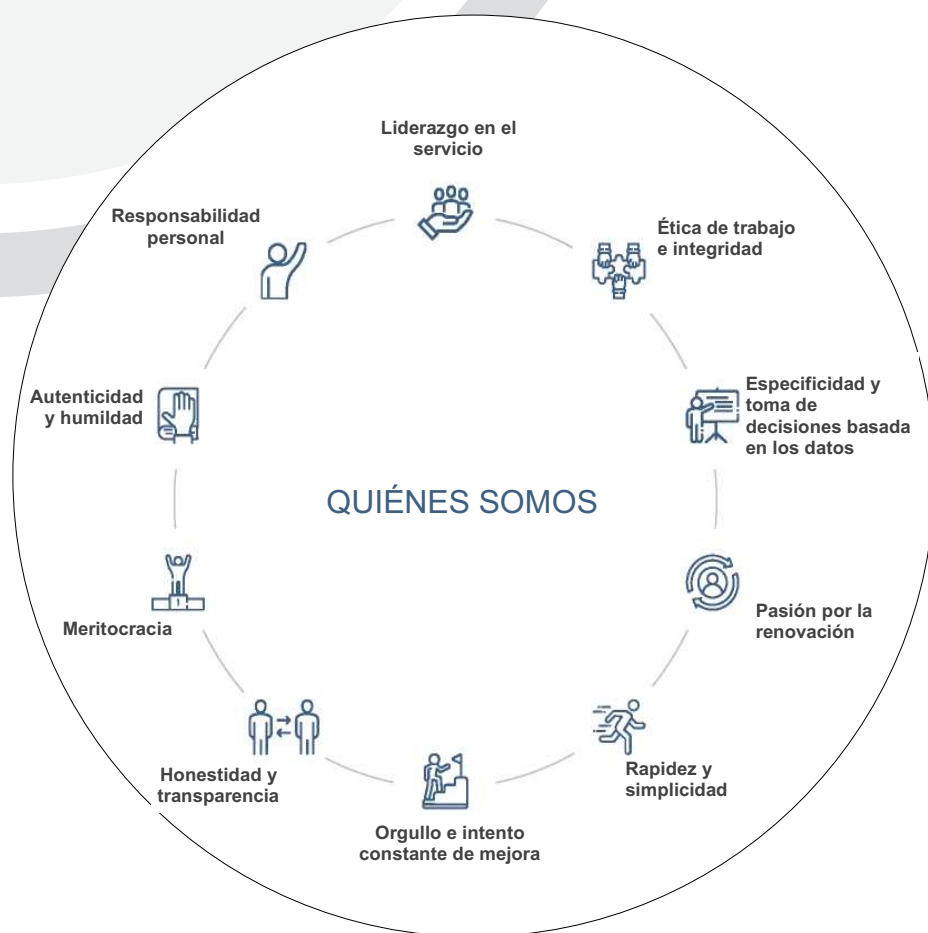 Liderazgo en el
servicio
Ética de trabajo
e integridad
Especificidad y
toma de
decisiones basada
en los datos
Pasión por la
renovación
Rapidez y
simplicidad
Orgullo e intento
constante de mejora
Honestidad y
transparencia
Meritocracia
Autenticidad
y humildad
Responsabilidad
personal
QUIÉNES SOMOS